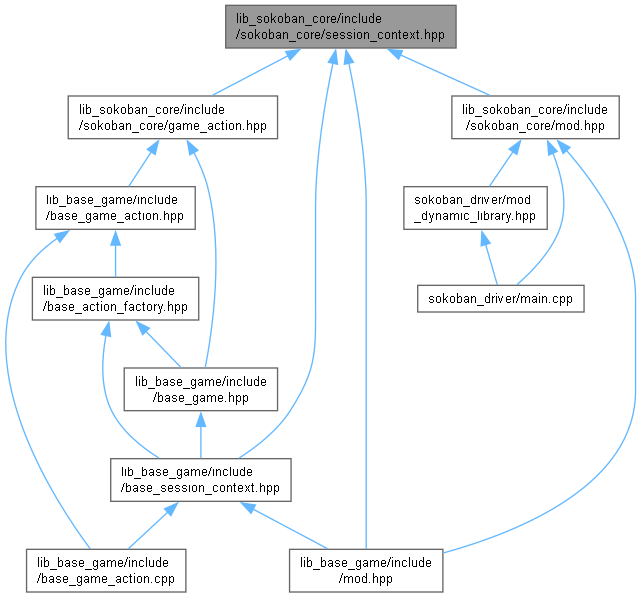 lib_sokoban_core/include
/sokoban_core/session_context.hpp
lib_sokoban_core/include
/sokoban_core/game_action.hpp
lib_sokoban_core/include
/sokoban_core/mod.hpp
lib_base_game/include
/base_game_action.hpp
sokoban_driver/mod
_dynamic_library.hpp
lib_base_game/include
/base_action_factory.hpp
sokoban_driver/main.cpp
lib_base_game/include
/base_game.hpp
lib_base_game/include
/base_session_context.hpp
lib_base_game/include
/base_game_action.cpp
lib_base_game/include
/mod.hpp